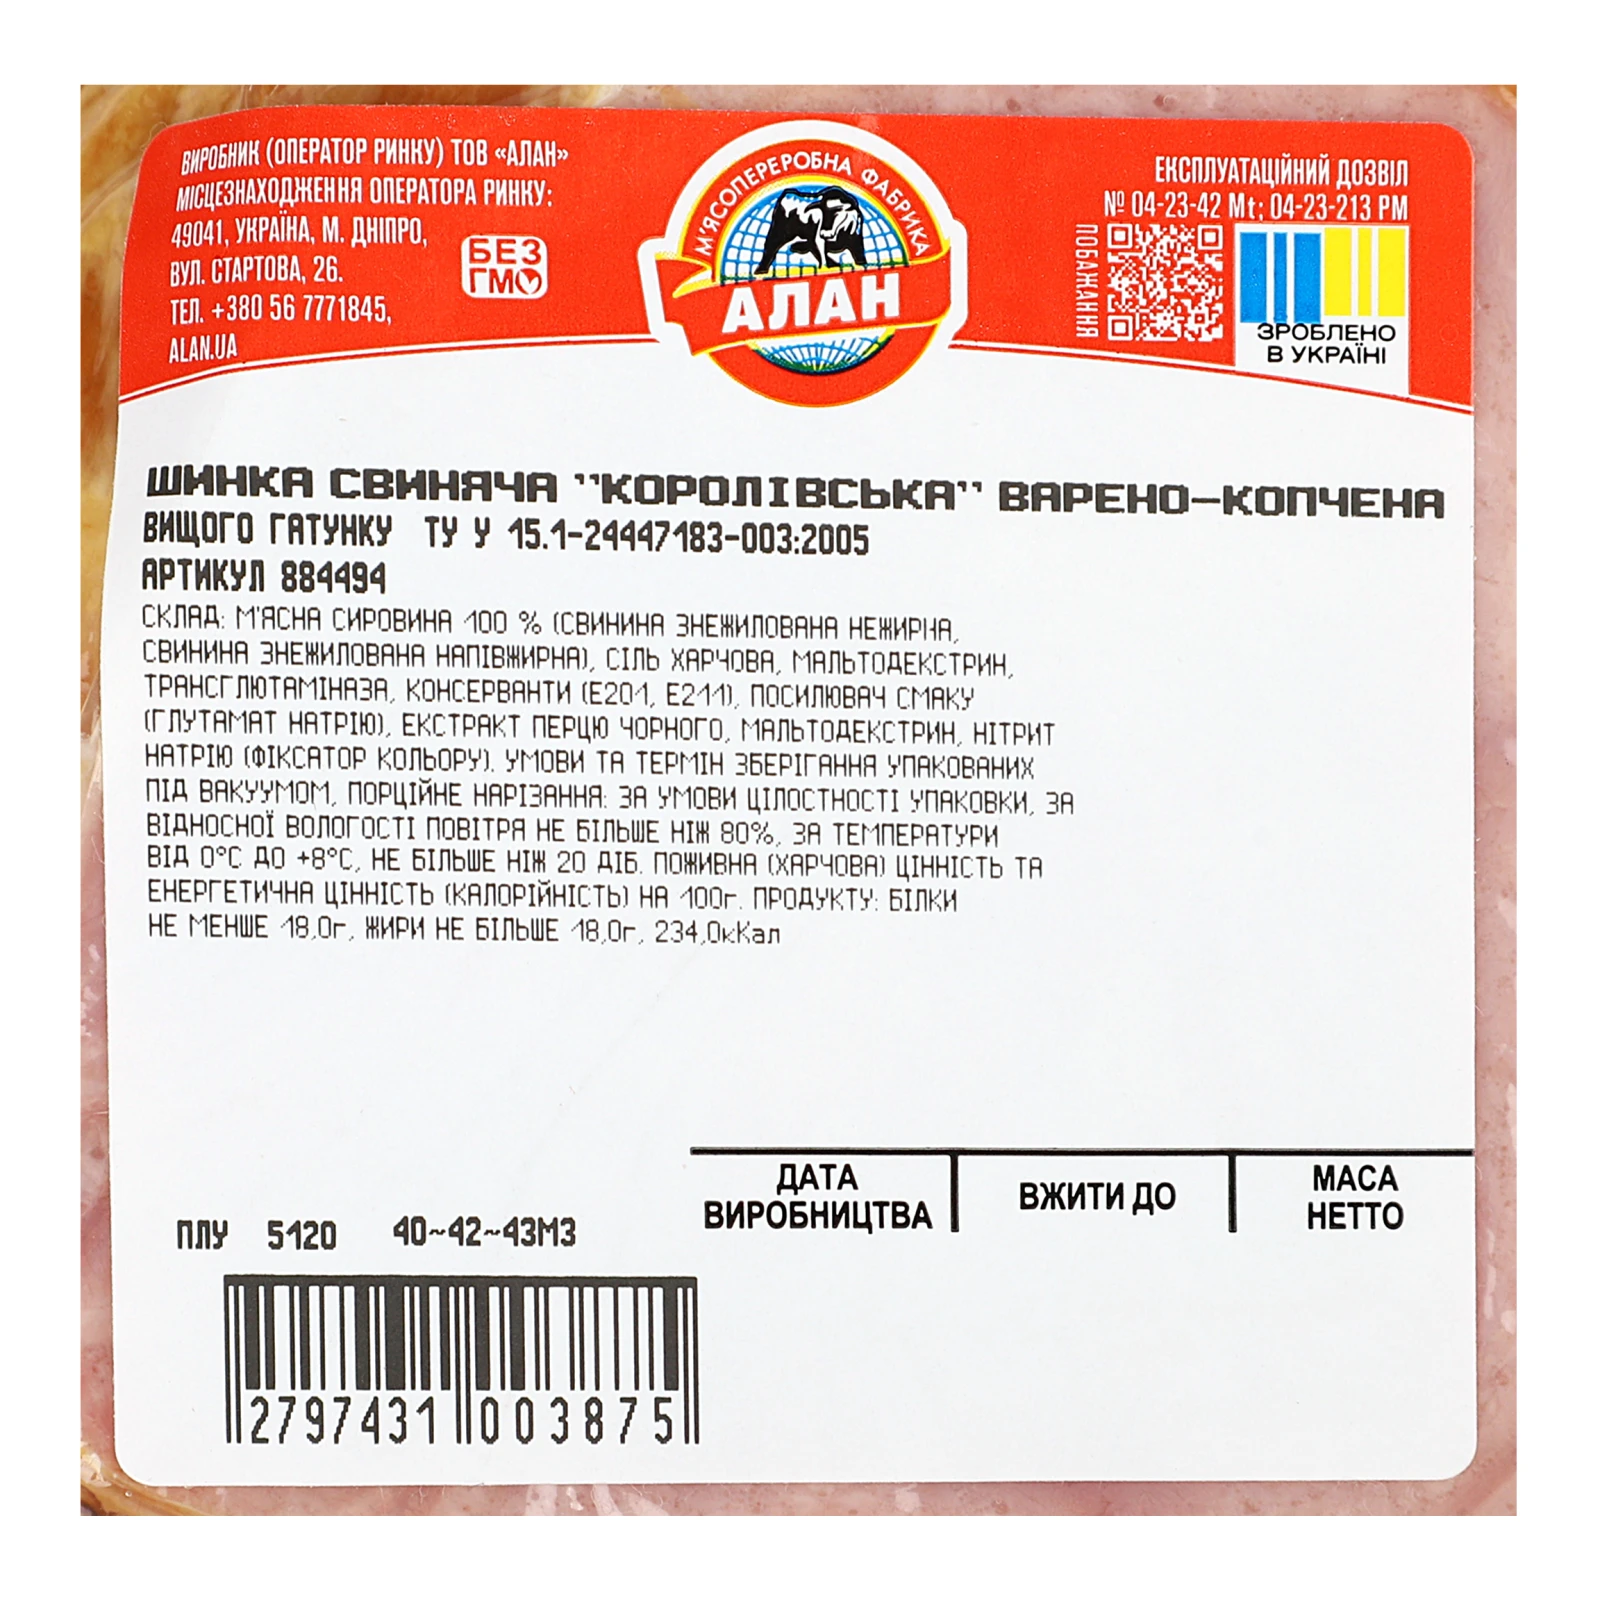 ВИРОБНИК (ОПЕРАТОР РИНКУ) ТОВ «АЛАН»
МІСЦЕЗНАХОДЖЕННЯ ОПЕРАТОРА РИНКУ:
49041, УКРАЇНА, М. ДНІПРО,
ВУЛ. СТАРТОВА, 26.
ТЕЛ. +380 56 7771845,
ALAN.UA
БЕЗ
ГМО
М'ЯСОПЕРЕРОБНА ФАБРИКА
АЛАН
ЕКСПЛУАТАЦІЙНИЙ ДОЗВІЛ
№ 04-23-42 Mt; 04-23-213 PM
ПОБАЖАННЯ
ЗРОБЛЕНО
В УКРАЇНІ
ШИНКА СВИНЯЧА "КОРОЛІВСЬКА" ВАРЕНО-КОПЧЕНА
ВИЩОГО ГАТУНКУ ТУ У 15.1-24447183-003:2005
АРТИКУЛ 884494
СКЛАД: М'ЯСНА СИРОВИНА 100 % (СВИНИНА ЗНЕЖИЛОВАНА НЕЖИРНА,
СВИНИНА ЗНЕЖИЛОВАНА НАПІВЖИРНА), СІЛЬ ХАРЧОВА, МАЛЬТОДЕКСТРИН,
ТРАНСГЛЮТАМІНАЗА, КОНСЕРВАНТИ (Е201, Е211), ПОСИЛЮВАЧ СМАКУ
(ГЛУТАМАТ НАТРІЮ), ЕКСТРАКТ ПЕРЦЮ ЧОРНОГО, МАЛЬТОДЕКСТРИН, НІТРИТ
НАТРІЮ (ФІКСАТОР КОЛЬОРУ). УМОВИ ТА ТЕРМІН ЗБЕРІГАННЯ УПАКОВАНИХ
ПІД ВАКУУМОМ, ПОРЦІЙНЕ НАРІЗАННЯ: ЗА УМОВИ ЦІЛОСТНОСТІ УПАКОВКИ, ЗА
ВІДНОСНОЇ ВОЛОГОСТІ ПОВІТРЯ НЕ БІЛЬШЕ НІЖ 80%, ЗА ТЕМПЕРАТУРИ
ВІД 0°С ДО +8°С, НЕ БІЛЬШЕ НІЖ 20 ДІБ. ПОЖИВНА (ХАРЧОВА) ЦІННІСТЬ ТА
ЕНЕРГЕТИЧНА ЦІННІСТЬ (КАЛОРІЙНІСТЬ) НА 100г. ПРОДУКТУ: БІЛКИ
НЕ МЕНШЕ 18,0г, ЖИРИ НЕ БІЛЬШЕ 18,0г, 234,0кКал
ДАТА
ВИРОБНИЦТВА
ВЖИТИ ДО
МАСА
НЕТТО
ПЛУ 5120 40~42~43МЗ
2797431 003875